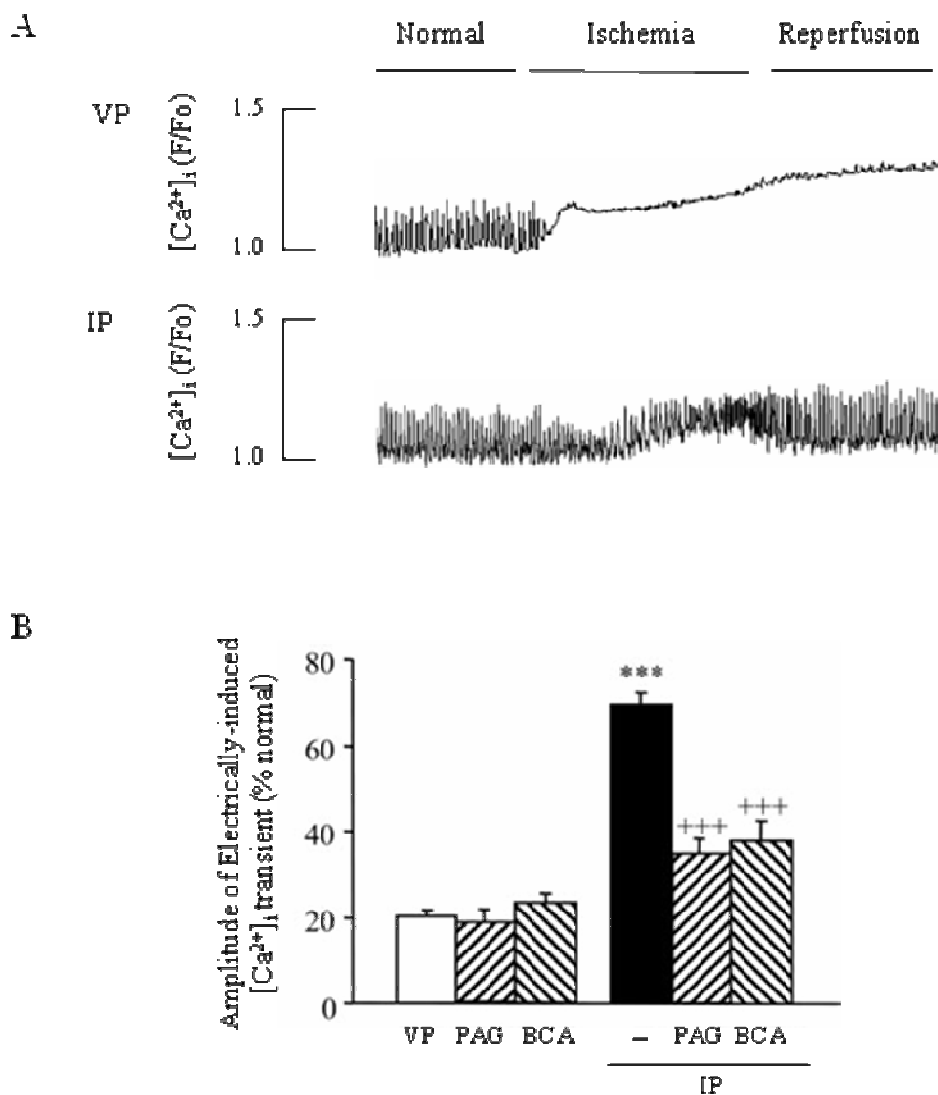 A
Normal Ischemia Reperfusion
VP
[Ca²⁺]i (F/Fo)
1.5
1.0
IP
[Ca²⁺]i (F/Fo)
1.5
1.0
B
Amplitude of Electrically-induced
[Ca²⁺]i transient (% normal)
80
60
40
20
0
***
+++
+++
VP PAG BCA – PAG BCA
IP